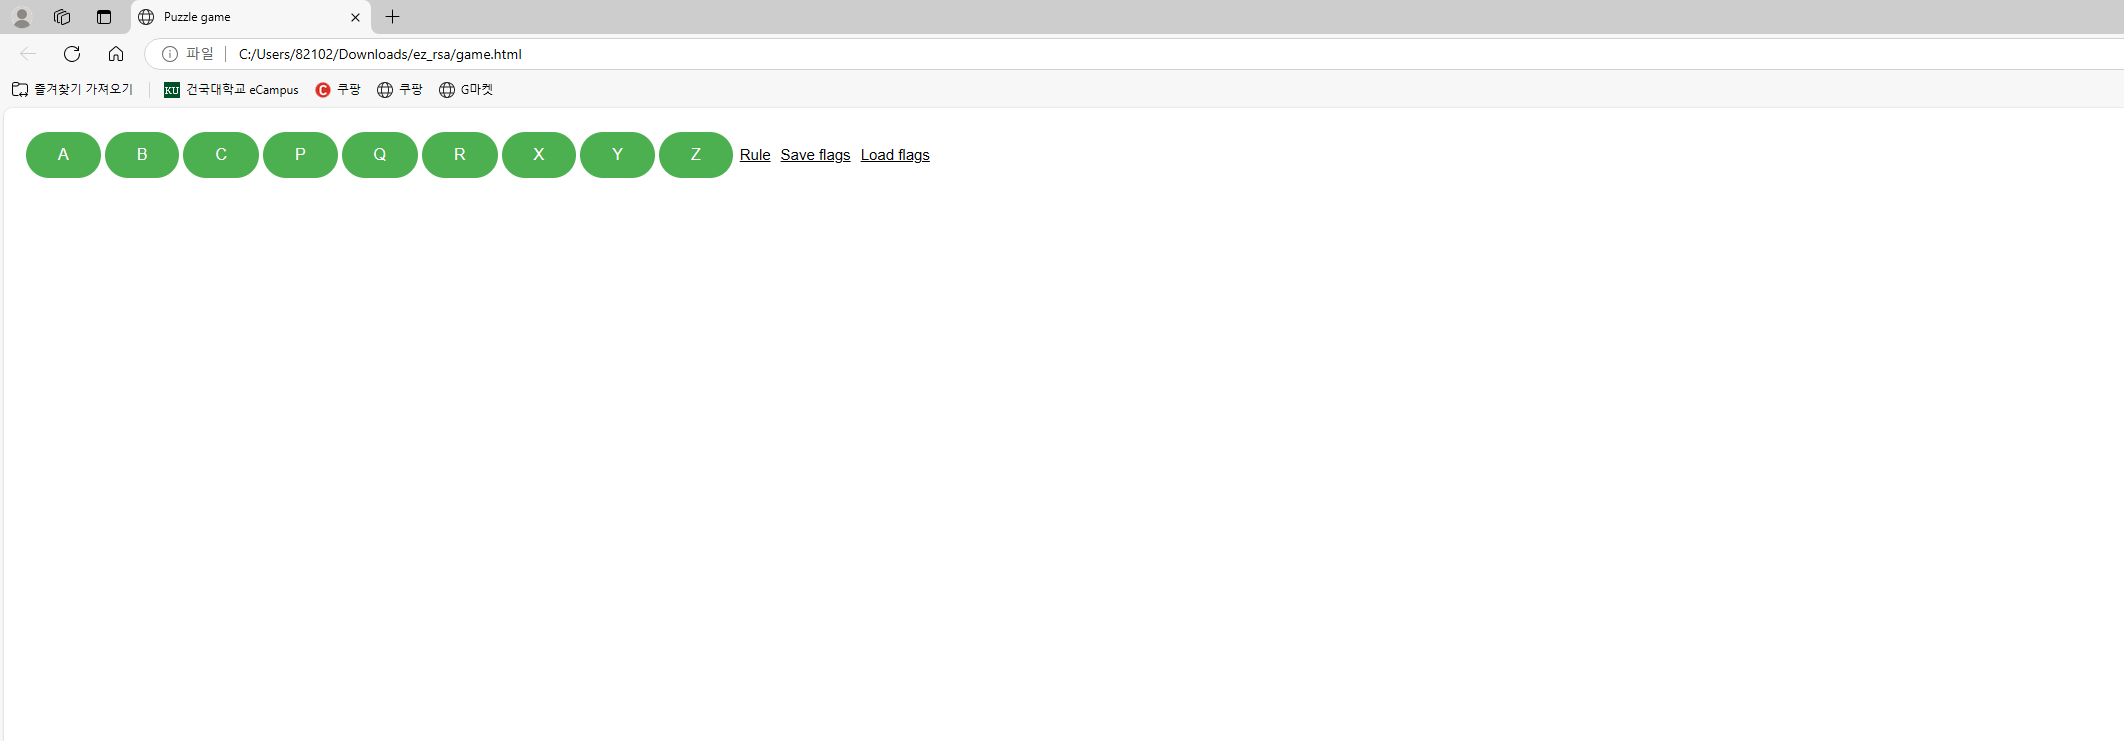 Puzzle game
파일 C:/Users/82102/Downloads/ez_rsa/game.html
즐겨찾기 가져오기 KU 건국대학교 eCampus C 쿠팡 쿠팡 G마켓
A B C P Q R X Y Z Rule Save flags Load flags